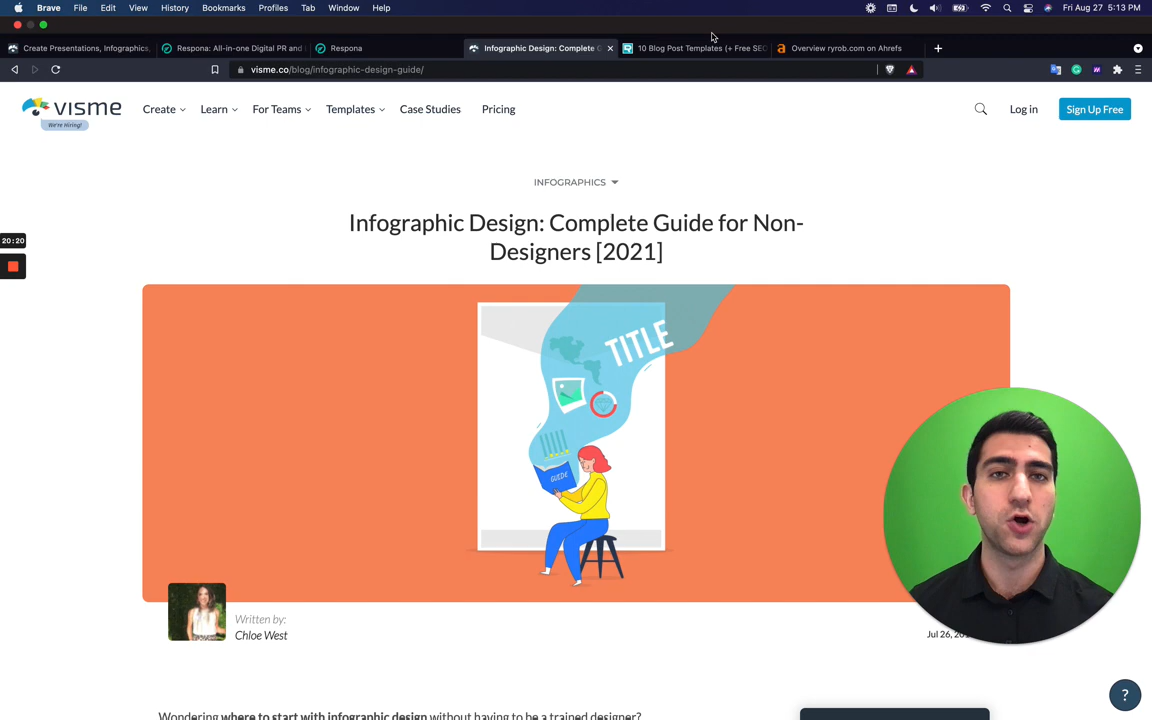 Brave File Edit View History Bookmarks Profiles Tab Window Help Fri Aug 27 5:13 PM
Create Presentations, Infographics, Respona: All-in-one Digital PR and Respona Infographic Design: Complete G 10 Blog Post Templates (+ Free SEO Overview ryrob.com on Ahrefs
visme.co/blog/infographic-design-guide/
visme
We're Hiring!
Create Learn For Teams Templates Case Studies Pricing Log in Sign Up Free
INFOGRAPHICS
Infographic Design: Complete Guide for Non-
Designers [2021]
20:20
TITLE
GUIDE
Written by:
Chloe West
Jul 26, 20
?
Wondering where to start with infographic design without having to be a trained designer?